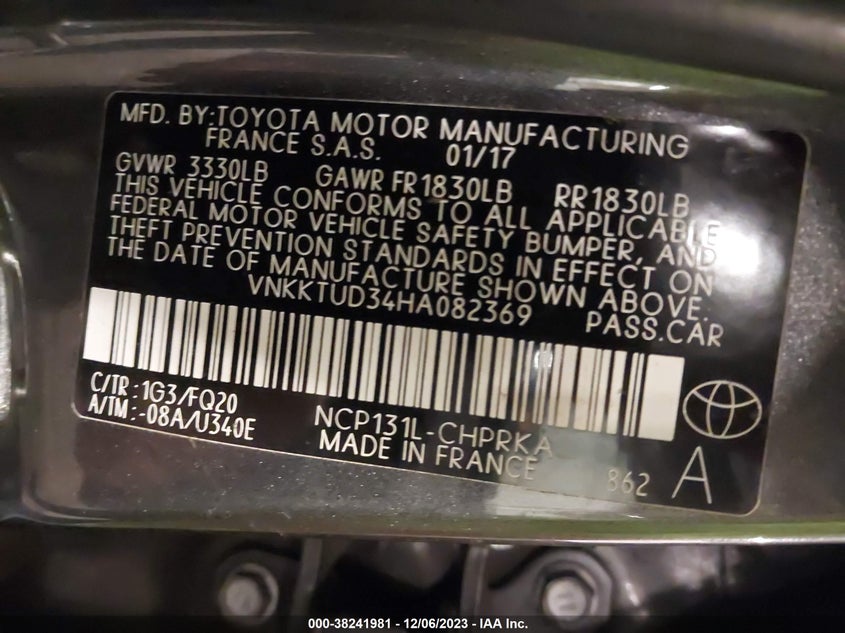 MFD. BY:TOYOTA MOTOR MANUFACTURING
FRANCE S.A.S. 01/17
GVWR 3330LB GAWR FR1830LB RR1830LB
THIS VEHICLE CONFORMS TO ALL APPLICABLE
FEDERAL MOTOR VEHICLE SAFETY BUMPER, AND
THEFT PREVENTION STANDARDS IN EFFECT ON
THE DATE OF MANUFACTURE SHOWN ABOVE.
VNKKTUD34HA082369 PASS.CAR
C/TR:1G3/FQ20
A/TM:-08A/U340E
NCP131L-CHPRKA
MADE IN FRANCE
862 A
000-38241981 - 12/06/2023 - IAA Inc.